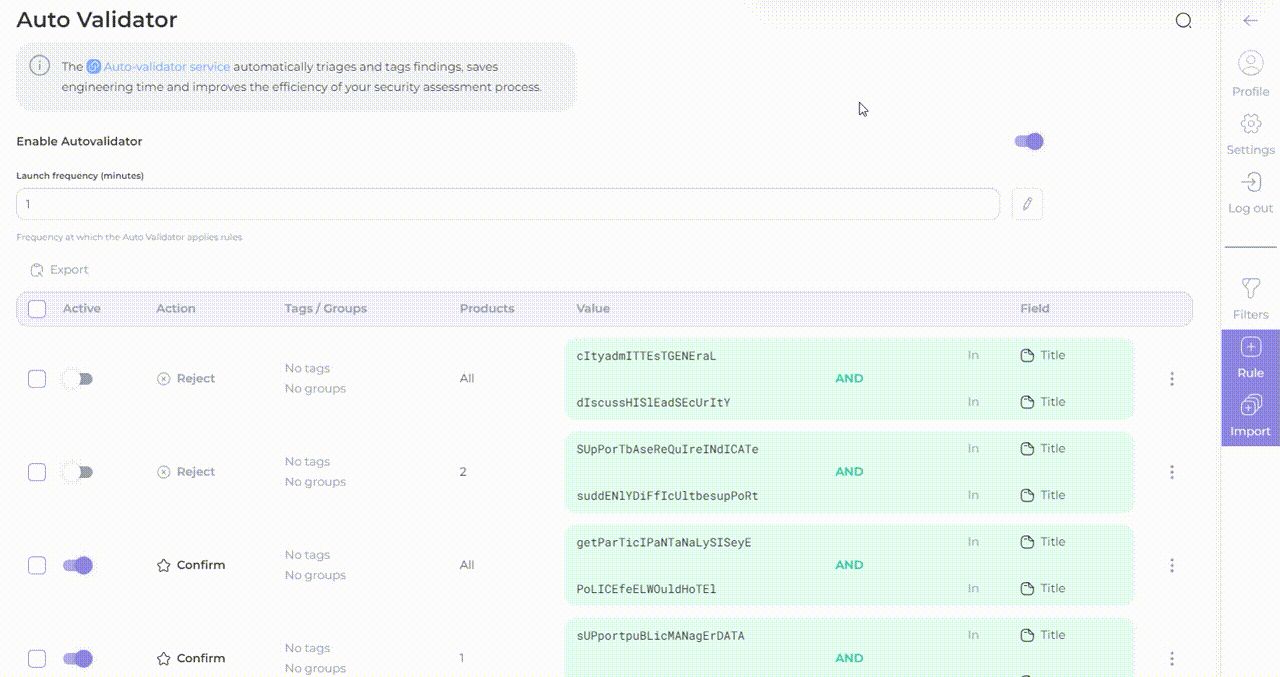 Auto Validator
The Auto-validator service automatically triages and tags findings, saves
engineering time and improves the efficiency of your security assessment process.
Enable Autovalidator
Launch frequency (minutes)
1
Frequency at which the Auto Validator applies rules
Export
Active Action Tags / Groups Products Value Field
Reject No tags No groups All
cItyadmITTEsTGENEraL In Title
AND
dIscussHISlEadSEcUrItY In Title
Reject No tags No groups 2
SUpPorTbAseReQuIreINdICATe In Title
AND
suddENlYDiFfIcUltbesupPoRt In Title
Confirm No tags No groups All
getParTicIPaNTaNaLySISeyE In Title
AND
PoLICEfeELWOuldHoTEl In Title
Confirm No tags No groups 1
sUPportpuBLicMANagErDATA In Title
AND
Profile
Settings
Log out
Filters
Rule
Import